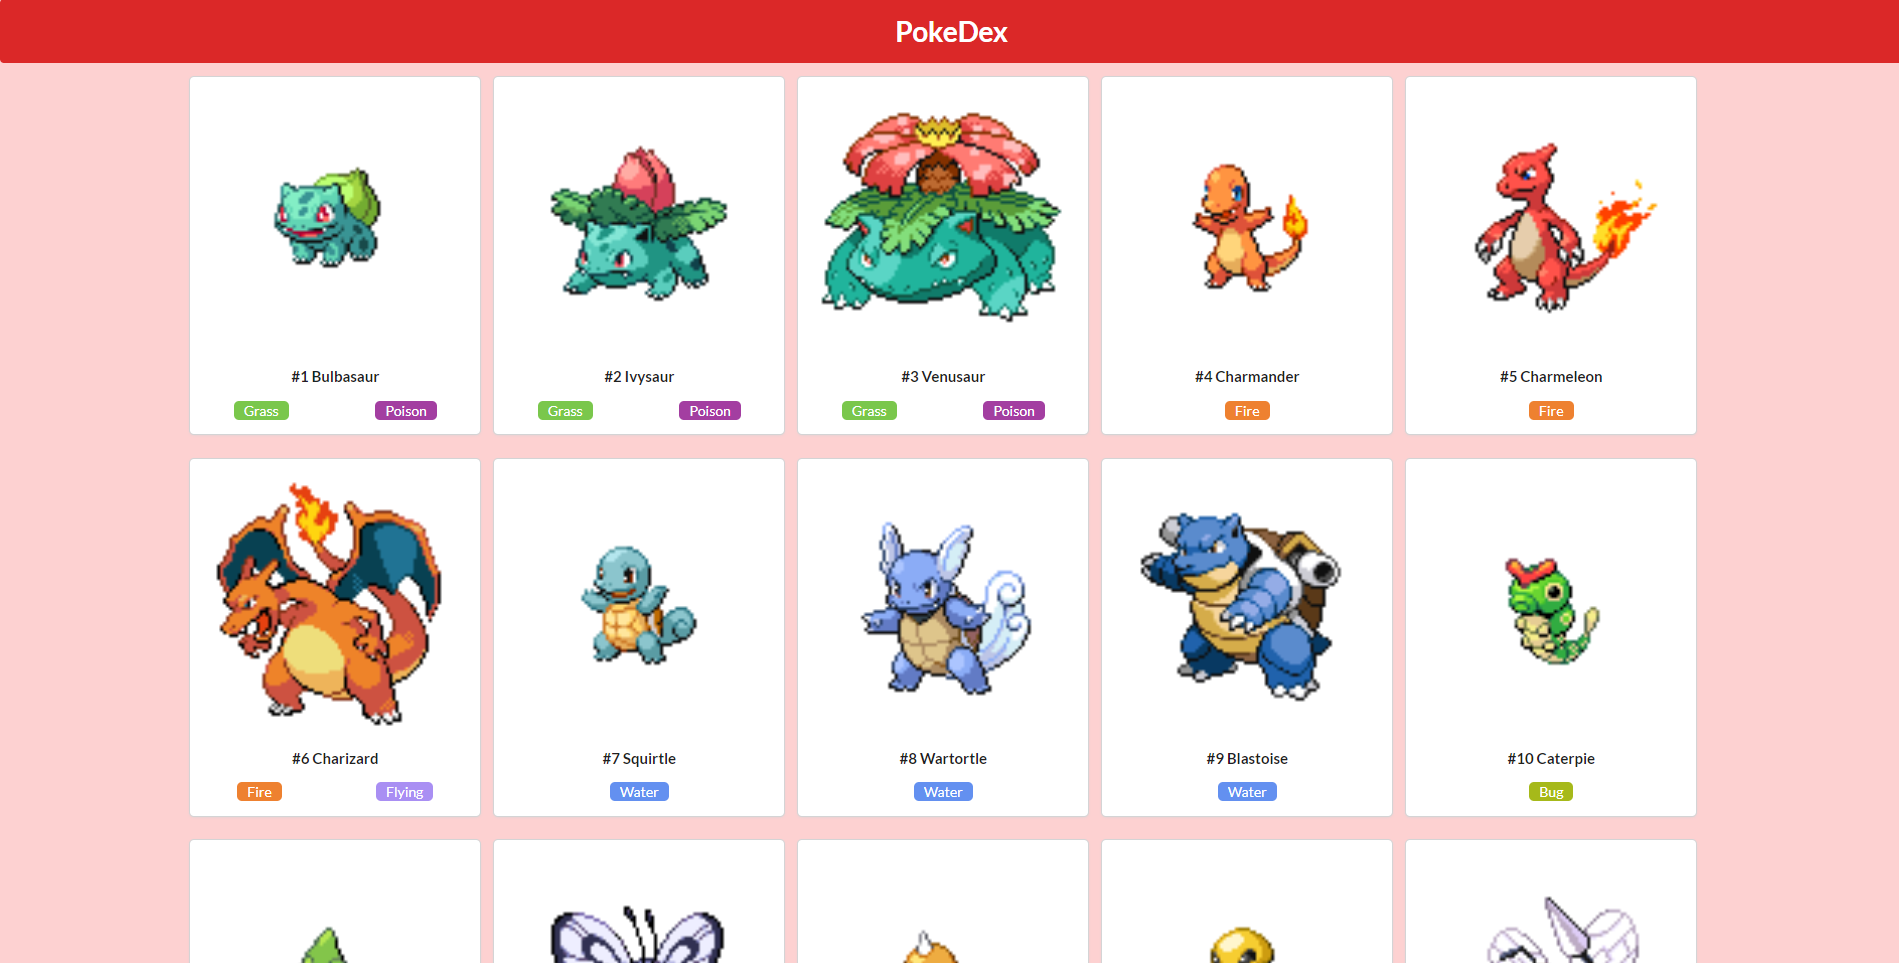 PokeDex
#1 Bulbasaur
Grass Poison
#2 Ivysaur
Grass Poison
#3 Venusaur
Grass Poison
#4 Charmander
Fire
#5 Charmeleon
Fire
#6 Charizard
Fire Flying
#7 Squirtle
Water
#8 Wartortle
Water
#9 Blastoise
Water
#10 Caterpie
Bug